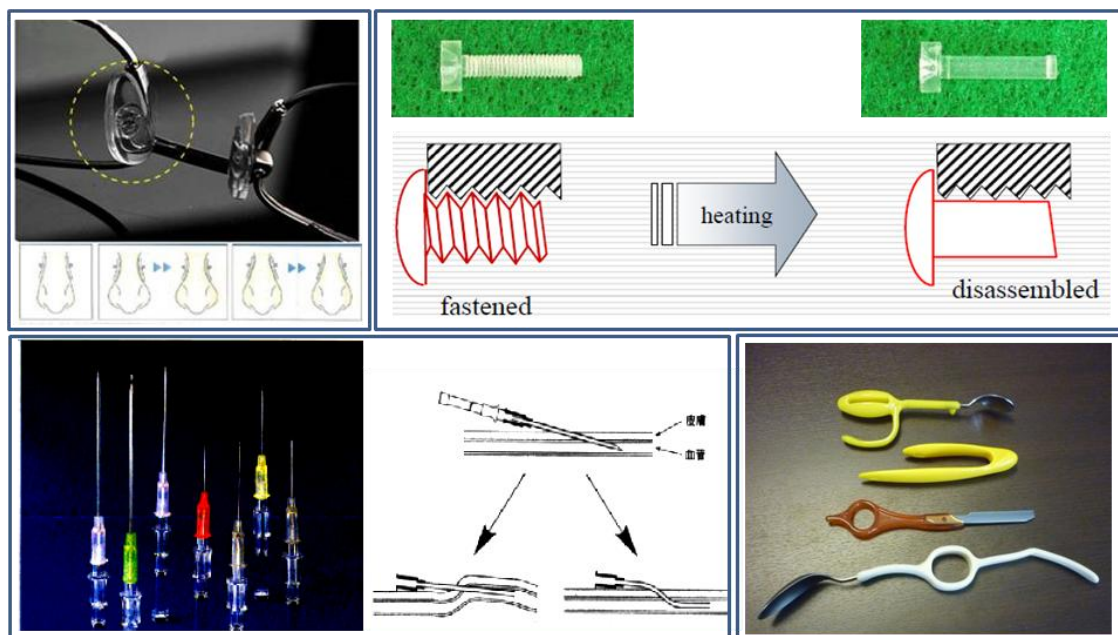 heating
fastened
disassembled
皮膚
血管